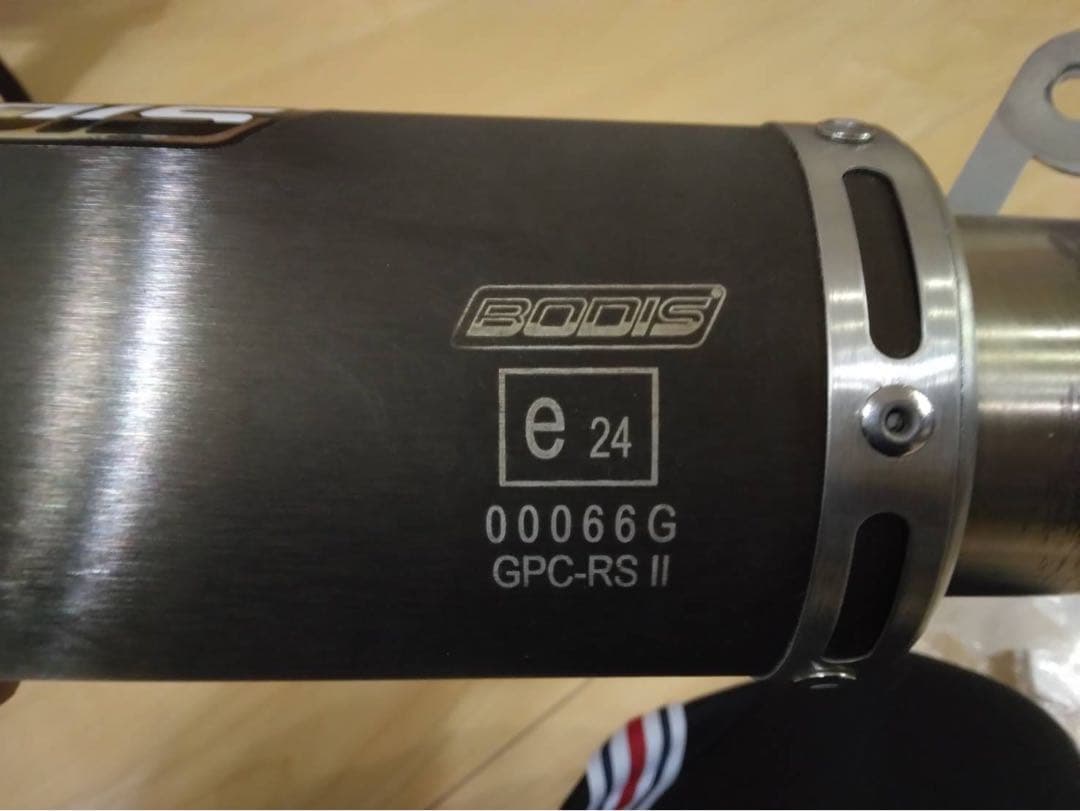 BODIS®
e 24
00066G
GPC-RS II